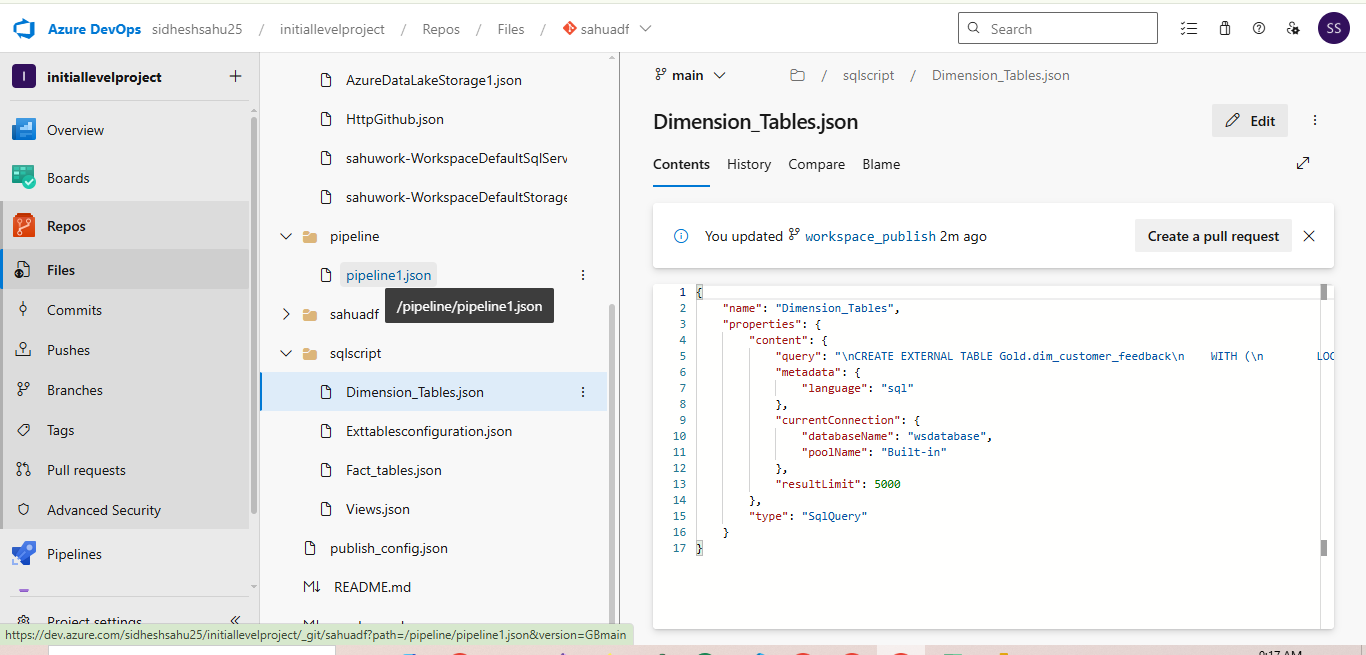 Azure DevOps sidheshsahu25 / initiallevelproject / Repos / Files / sahuadf
Search
SS
I initiallevelproject +
Overview
Boards
Repos
Files
Commits
Pushes
Branches
Tags
Pull requests
Advanced Security
Pipelines
Project settings
AzureDataLakeStorage1.json
HttpGithub.json
sahuwork-WorkspaceDefaultSqlServ
sahuwork-WorkspaceDefaultStorage
pipeline
pipeline1.json
/pipeline/pipeline1.json
sahuadf
sqlscript
Dimension_Tables.json
Exttablesconfiguration.json
Fact_tables.json
Views.json
publish_config.json
M↓ README.md
main / sqlscript / Dimension_Tables.json
Dimension_Tables.json
Edit
Contents History Compare Blame
You updated workspace_publish 2m ago
Create a pull request
1 {
2 "name": "Dimension_Tables",
3 "properties": {
4 "content": {
5 "query": "\nCREATE EXTERNAL TABLE Gold.dim_customer_feedback\n WITH (\n LOC
6 "metadata": {
7 "language": "sql"
8 },
9 "currentConnection": {
10 "databaseName": "wsdatabase",
11 "poolName": "Built-in"
12 },
13 "resultLimit": 5000
14 },
15 "type": "SqlQuery"
16 }
17 }
https://dev.azure.com/sidheshsahu25/initiallevelproject/_git/sahuadf?path=/pipeline/pipeline1.json&version=GBmain
9:17 AM